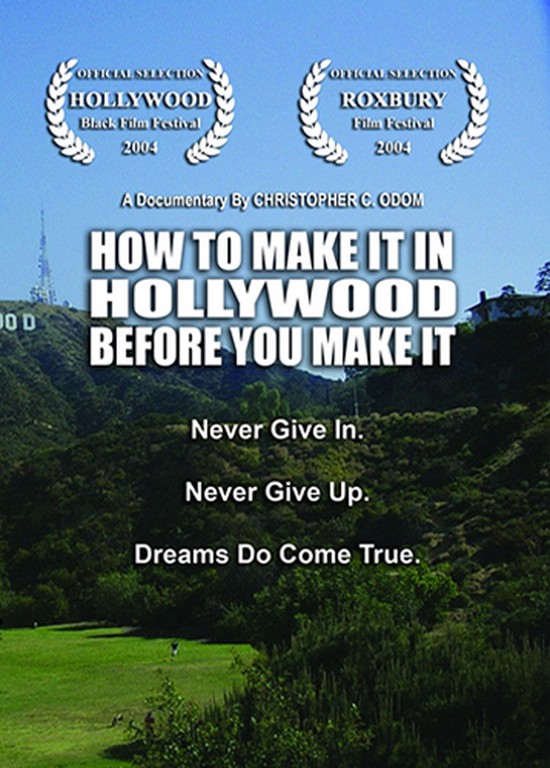 OFFICIAL SELECTION
HOLLYWOOD
Black Film Festival
2004
OFFICIAL SELECTION
ROXBURY
Film Festival
2004
A Documentary By CHRISTOPHER C. ODOM
HOW TO MAKE IT IN
HOLLYWOOD
BEFORE YOU MAKE IT
OOD
Never Give In.
Never Give Up.
Dreams Do Come True.